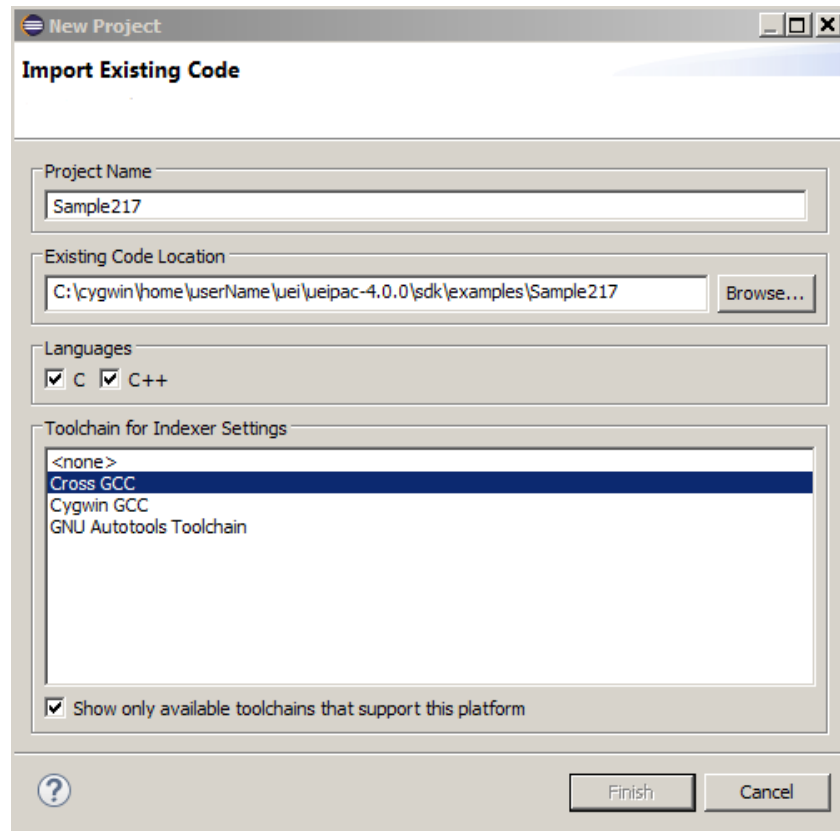 New Project
Import Existing Code
Project Name
Sample217
Existing Code Location
C:\cygwin\home\userName\uei\ueipac-4.0.0\sdk\examples\Sample217
Browse...
Languages
C C++
Toolchain for Indexer Settings
<none>
Cross GCC
Cygwin GCC
GNU Autotools Toolchain
Show only available toolchains that support this platform
?
Finish Cancel